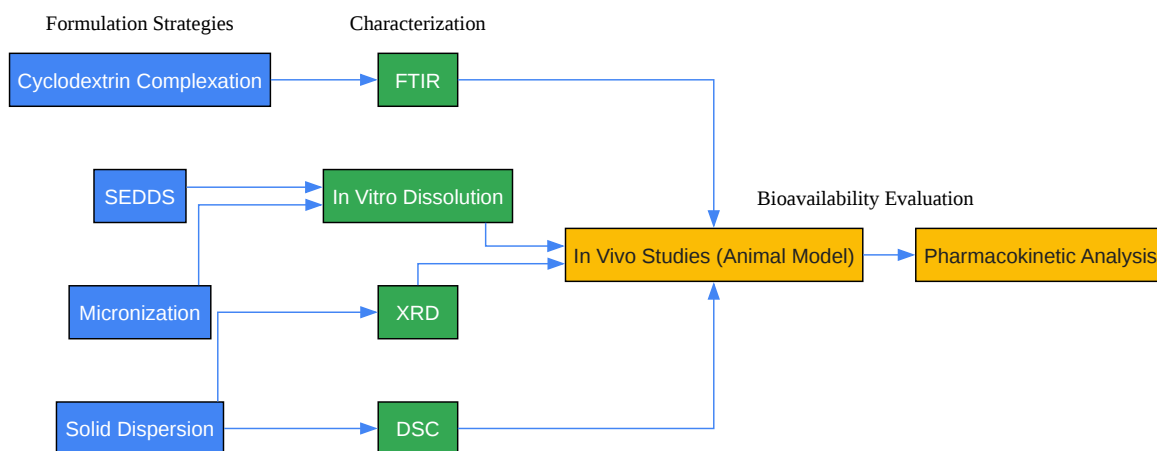 Formulation Strategies
Characterization
Cyclodextrin Complexation
FTIR
SEDDS
In Vitro Dissolution
Bioavailability Evaluation
In Vivo Studies (Animal Model)
Pharmacokinetic Analysis
Micronization
XRD
Solid Dispersion
DSC